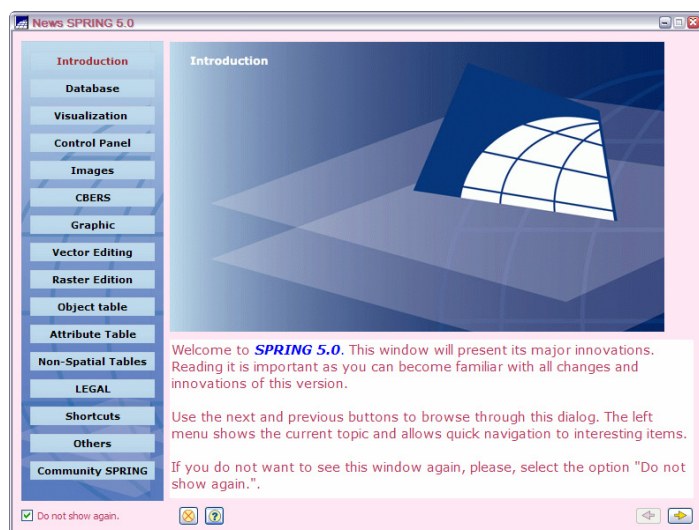 News SPRING 5.0
Introduction
Database
Visualization
Control Panel
Images
CBERS
Graphic
Vector Editing
Raster Edition
Object table
Attribute Table
Non-Spatial Tables
LEGAL
Shortcuts
Others
Community SPRING
Do not show again.
Introduction
Welcome to SPRING 5.0. This window will present its major innovations.
Reading it is important as you can become familiar with all changes and
innovations of this version.
Use the next and previous buttons to browse through this dialog. The left
menu shows the current topic and allows quick navigation to interesting items.
If you do not want to see this window again, please, select the option "Do not
show again.".